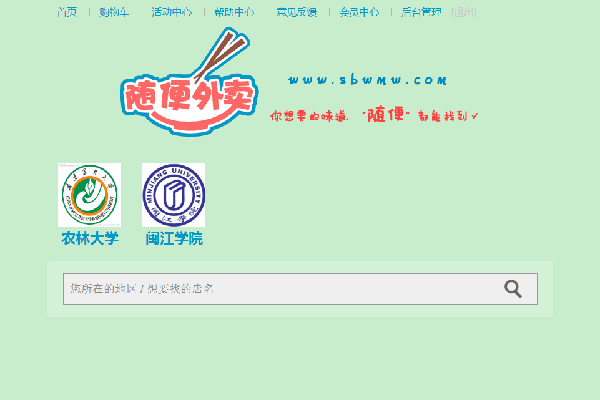 首页 | 购物车 活动中心 | 帮助中心 | 意见反馈 | 会员中心 | 后台管理
随便外卖
www.sbwmw.com
你想要的味道，“随便”都能找到√
MINJIANG UNIVERSITY
闽江学院
农林大学 闽江学院
您所在的地区 / 想要找的店名